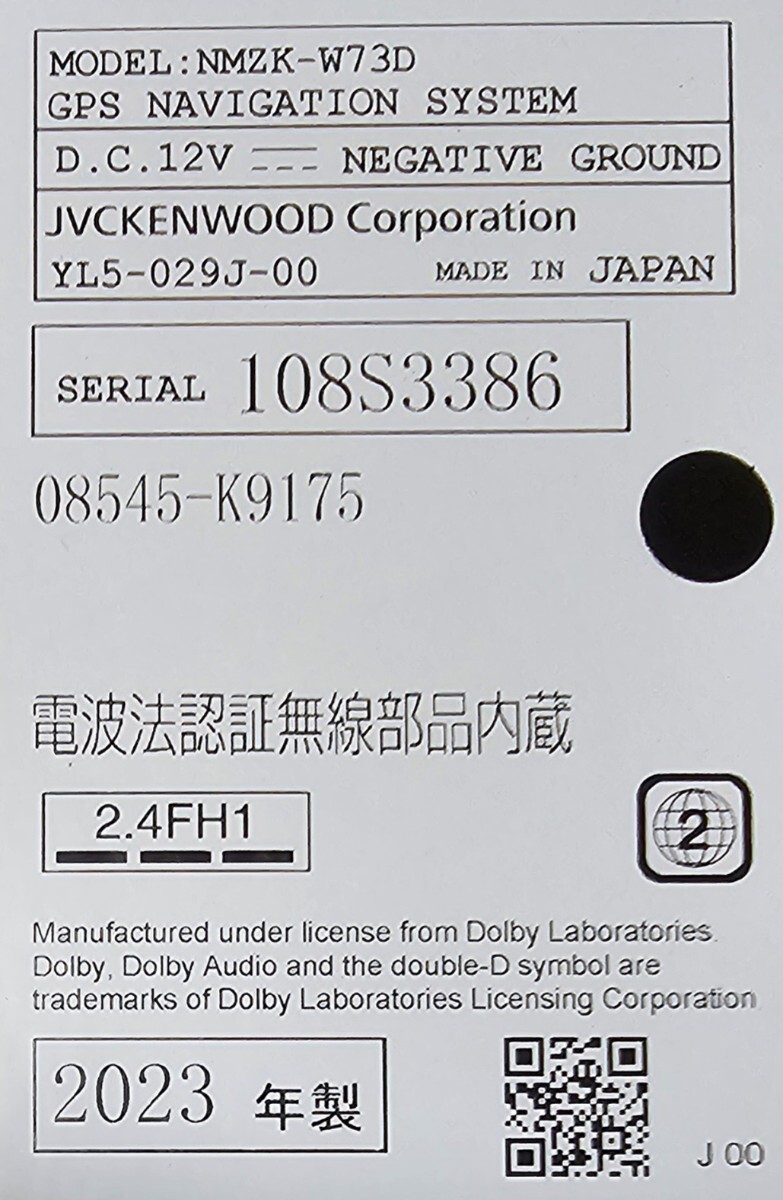 MODEL:NMZK-W73D
GPS NAVIGATION SYSTEM
D.C.12V NEGATIVE GROUND
JVCKENWOOD Corporation
YL5-029J-00 MADE IN JAPAN
SERIAL 108S3386
08545-K9175
電波法認証無線部品内蔵
2.4FH1
2
Manufactured under license from Dolby Laboratories.
Dolby, Dolby Audio and the double-D symbol are
trademarks of Dolby Laboratories Licensing Corporation
2023 年製
J 00